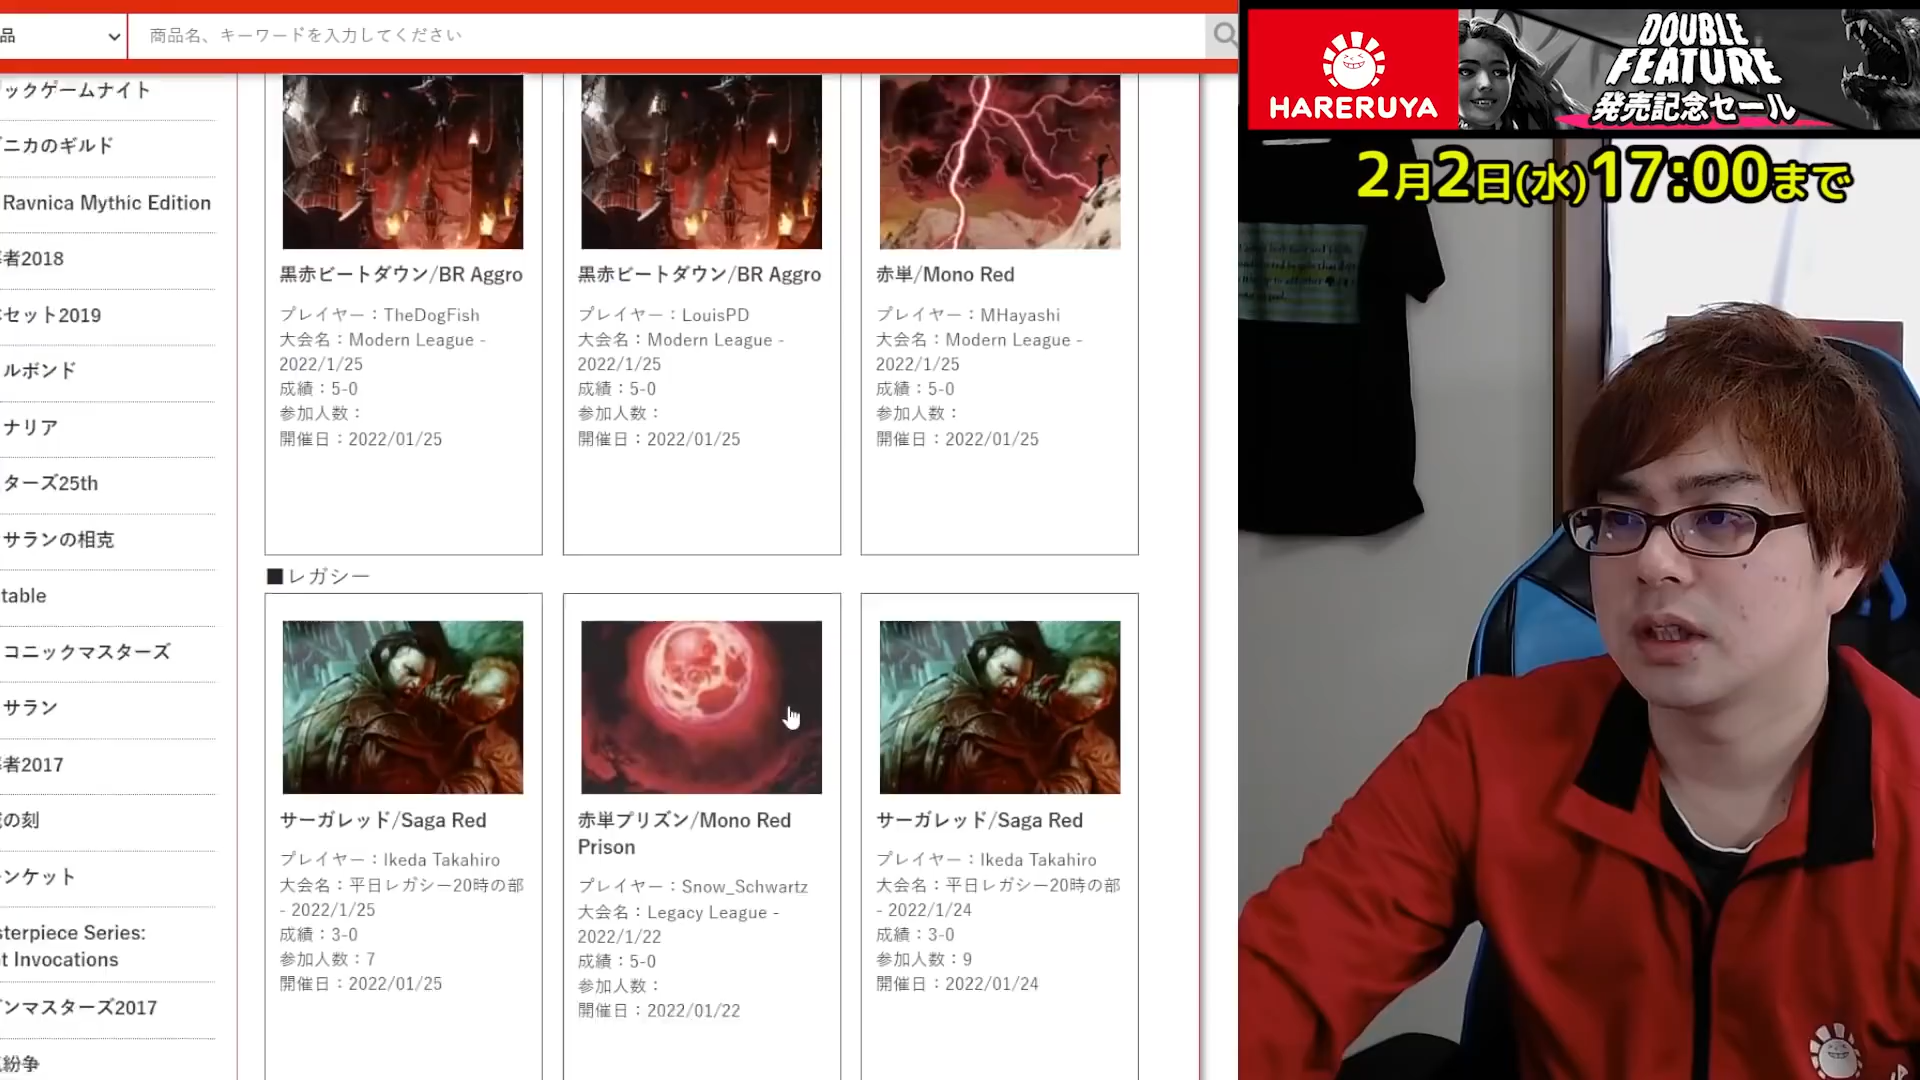 品
商品名、キーワードを入力してください
ックゲームナイト
ニカのギルド
Ravnica Mythic Edition
者2018
セット2019
ルボンド
ナリア
ターズ25th
サランの相克
table
コニックマスターズ
サラン
者2017
の刻
ンケット
terpiece Series:
t Invocations
ンマスターズ2017
紛争
黒赤ビートダウン/BR Aggro
プレイヤー：TheDogFish
大会名：Modern League -
2022/1/25
成績：5-0
参加人数：
開催日：2022/01/25
黒赤ビートダウン/BR Aggro
プレイヤー：LouisPD
大会名：Modern League -
2022/1/25
成績：5-0
参加人数：
開催日：2022/01/25
赤単/Mono Red
プレイヤー：MHayashi
大会名：Modern League -
2022/1/25
成績：5-0
参加人数：
開催日：2022/01/25
■レガシー
サーガレッド/Saga Red
プレイヤー：Ikeda Takahiro
大会名：平日レガシー20時の部
- 2022/1/25
成績：3-0
参加人数：7
開催日：2022/01/25
赤単プリズン/Mono Red
Prison
プレイヤー：Snow_Schwartz
大会名：Legacy League -
2022/1/22
成績：5-0
参加人数：
開催日：2022/01/22
サーガレッド/Saga Red
プレイヤー：Ikeda Takahiro
大会名：平日レガシー20時の部
- 2022/1/24
成績：3-0
参加人数：9
開催日：2022/01/24
HARERUYA
DOUBLE
FEATURE
発売記念セール
2月2日(水)17:00まで